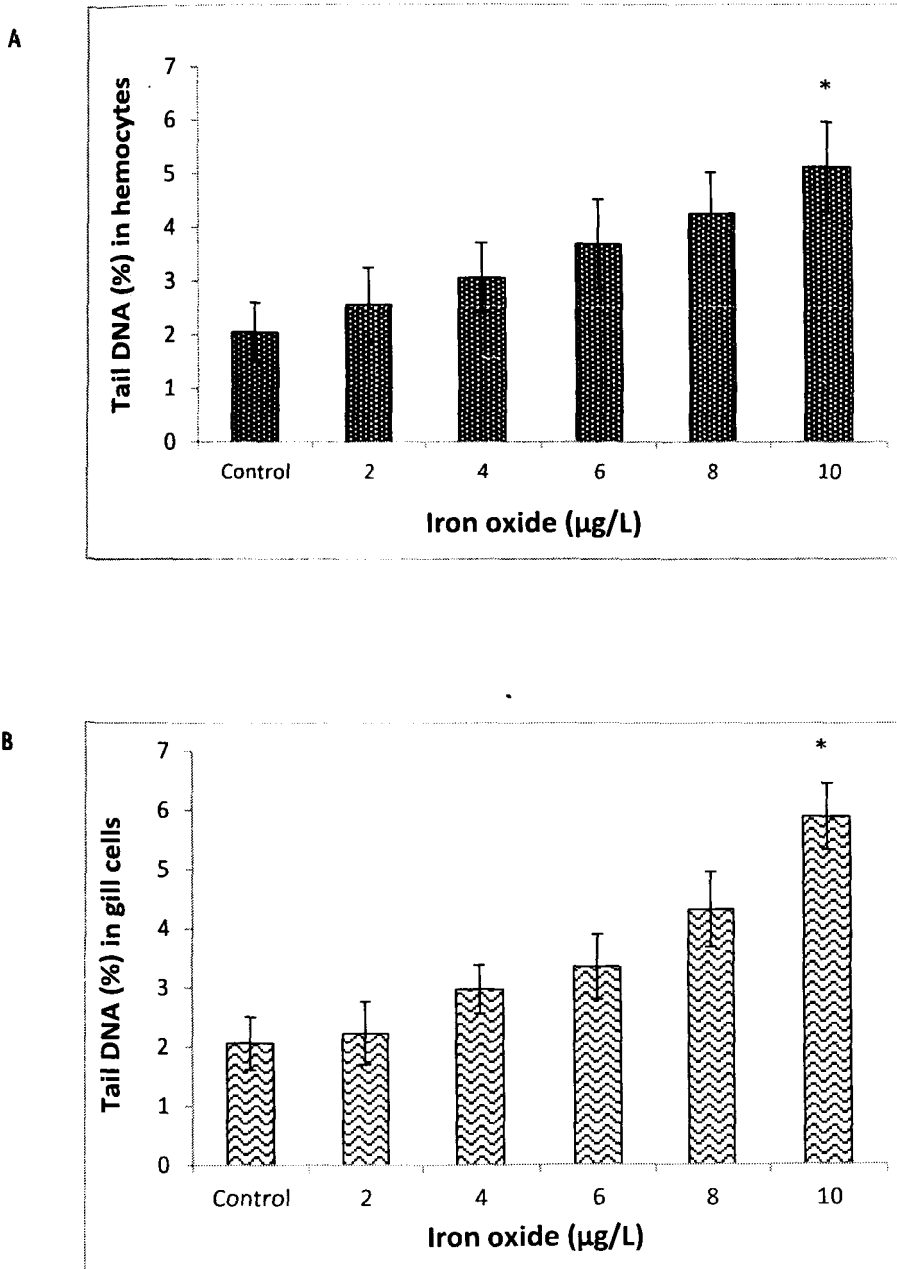 A
7
6
5
4
3
2
1
0
Tail DNA (%) in hemocytes
*
Control 2 4 6 8 10
Iron oxide (µg/L)
B
7
6
5
4
3
2
1
0
Tail DNA (%) in gill cells
*
Control 2 4 6 8 10
Iron oxide (µg/L)